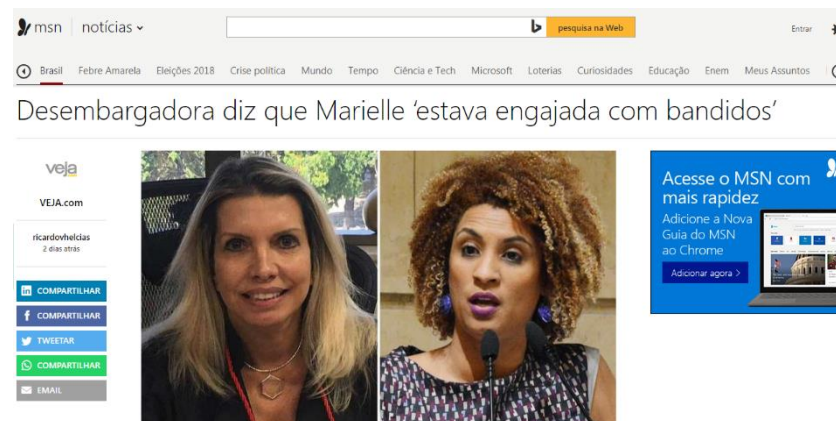 msn notícias
pesquisa na Web
Entrar
Brasil Febre Amarela Eleições 2018 Crise política Mundo Tempo Ciência e Tech Microsoft Loterias Curiosidades Educação Enem Meus Assuntos
Desembargadora diz que Marielle ‘estava engajada com bandidos’
veja
VEJA.com
ricardovhelcias
2 dias atrás
COMPARTILHAR
COMPARTILHAR
TWEETAR
COMPARTILHAR
EMAIL
Acesse o MSN com
mais rapidez
Adicione a Nova
Guia do MSN
ao Chrome
Adicionar agora >